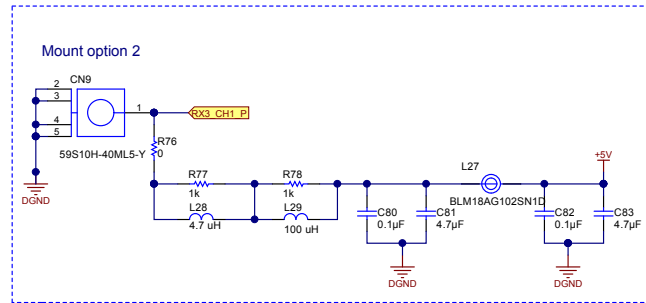 Mount option 2
CN9
2
3
4
5
1
RX3_CH1_P
59S10H-40ML5-Y
R76
0
DGND
R77
1k
R78
1k
L28
4.7 uH
L29
100 uH
C80
0.1µF
C81
4.7µF
DGND
L27
BLM18AG102SN1D
+5V
C82
0.1µF
C83
4.7µF
DGND